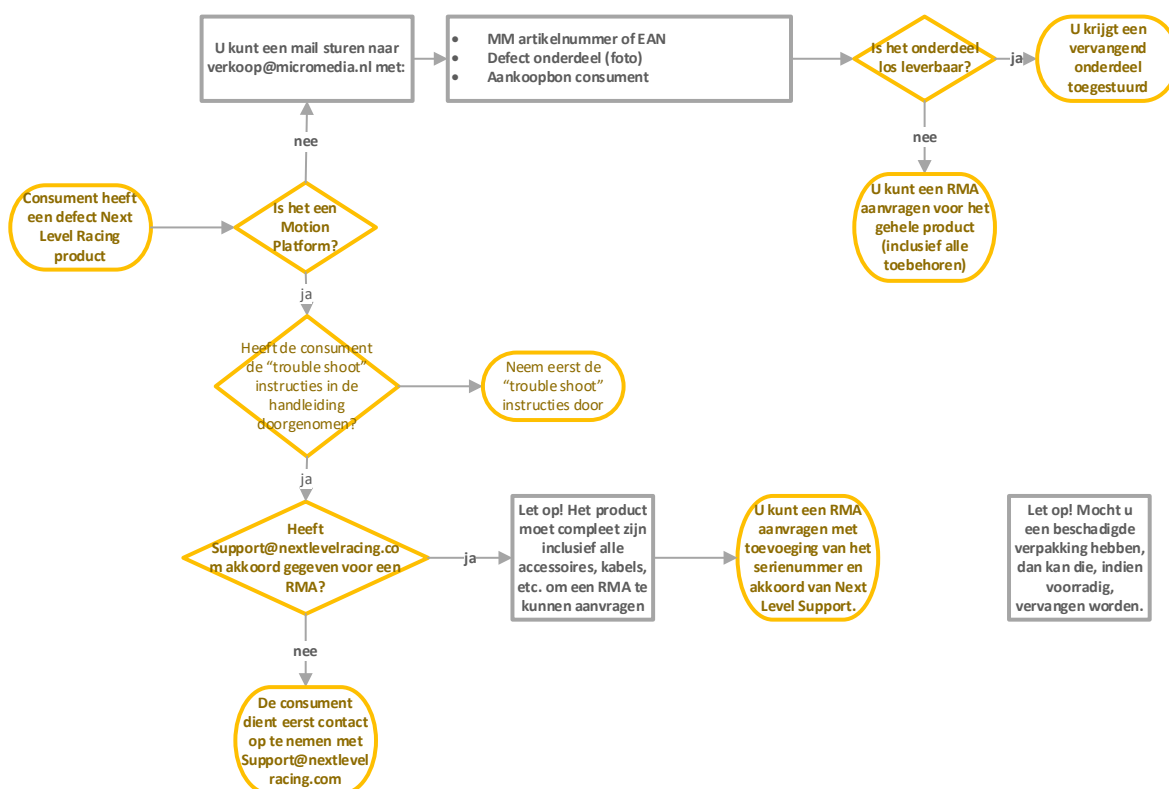 U kunt een mail sturen naar
verkoop@micromedia.nl met:
• MM artikelnummer of EAN
• Defect onderdeel (foto)
• Aankoopbon consument
Is het onderdeel
los leverbaar?
ja
U krijgt een
vervangend
onderdeel
toegestuurd
nee
nee
Consument heeft
een defect Next
Level Racing
product
Is het een
Motion
Platform?
U kunt een RMA
aanvragen voor het
gehele product
(inclusief alle
toebehoren)
ja
Heeft de consument
de “trouble shoot”
instructies in de
handleiding
doorgenomen?
Neem eerst de
“trouble shoot”
instructies door
ja
Heeft
Support@nextlevelracing.co
m akkoord gegeven voor een
RMA?
ja
Let op! Het product
moet compleet zijn
inclusief alle
accessoires, kabels,
etc. om een RMA te
kunnen aanvragen
U kunt een RMA
aanvragen met
toevoeging van het
serienummer en
akkoord van Next
Level Support.
Let op! Mocht u
een beschadigde
verpakking hebben,
dan kan die, indien
voorradig,
vervangen worden.
nee
De consument
dient eerst contact
op te nemen met
Support@nextlevel
racing.com